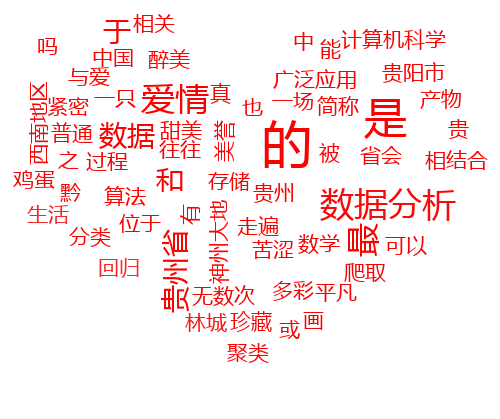 于 相关
吗 中国 醉美
中 能 计算机科学
与爱 广泛应用 贵阳市
西南地区 紧密 一只 爱情 真 也 一场 简称 产物
普通 数据 甜美 美誉 的 是 贵
之 过程 往往 被 省会 相结合
鸡蛋 黔 算法 和 存储 贵州
生活 位于 有 神州大地 走遍 数据分析
分类 贵州省 苦涩 数学 最 可以
回归 爬取
无数次 多彩 平凡
林城 珍藏 或 画
聚类